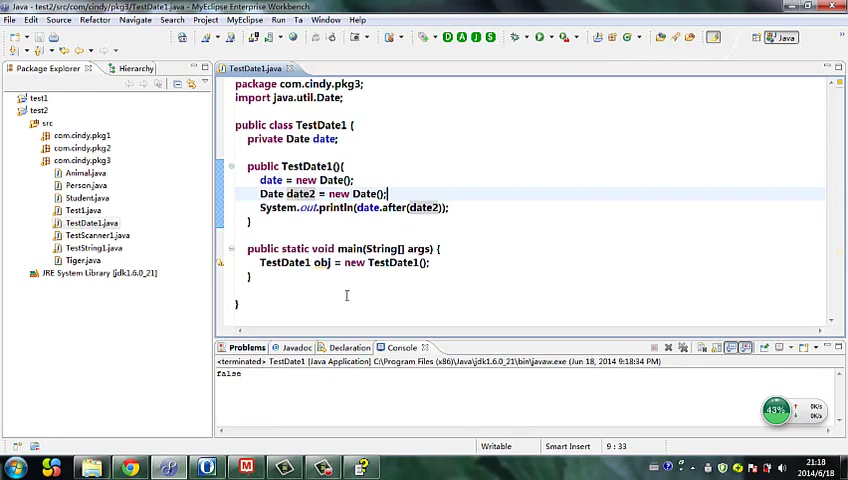 Java - test2/src/com/cindy/pkg3/TestDate1.java - MyEclipse Enterprise Workbench
File Edit Source Refactor Navigate Search Project MyEclipse Run Tools Window Help
Java
Package Explorer Hierarchy
test1
test2
src
com.cindy.pkg1
com.cindy.pkg2
com.cindy.pkg3
Animal.java
Person.java
Student.java
Test1.java
TestDate1.java
TestScanner1.java
TestString1.java
Tiger.java
JRE System Library [jdk1.6.0_21]
TestDate1.java
package com.cindy.pkg3;
import java.util.Date;
public class TestDate1 {
private Date date;
public TestDate1(){
date = new Date();
Date date2 = new Date();
System.out.println(date.after(date2));
}
public static void main(String[] args) {
TestDate1 obj = new TestDate1();
}
}
Problems Javadoc Declaration Console
<terminated> TestDate1 [Java Application] C:\Program Files (x86)\Java\jdk1.6.0_21\bin\javaw.exe (Jun 18, 2014 9:18:34 PM)
false
43% 0K/s
0K/s
Writable Smart Insert 9 : 33
21:18
2014/6/18